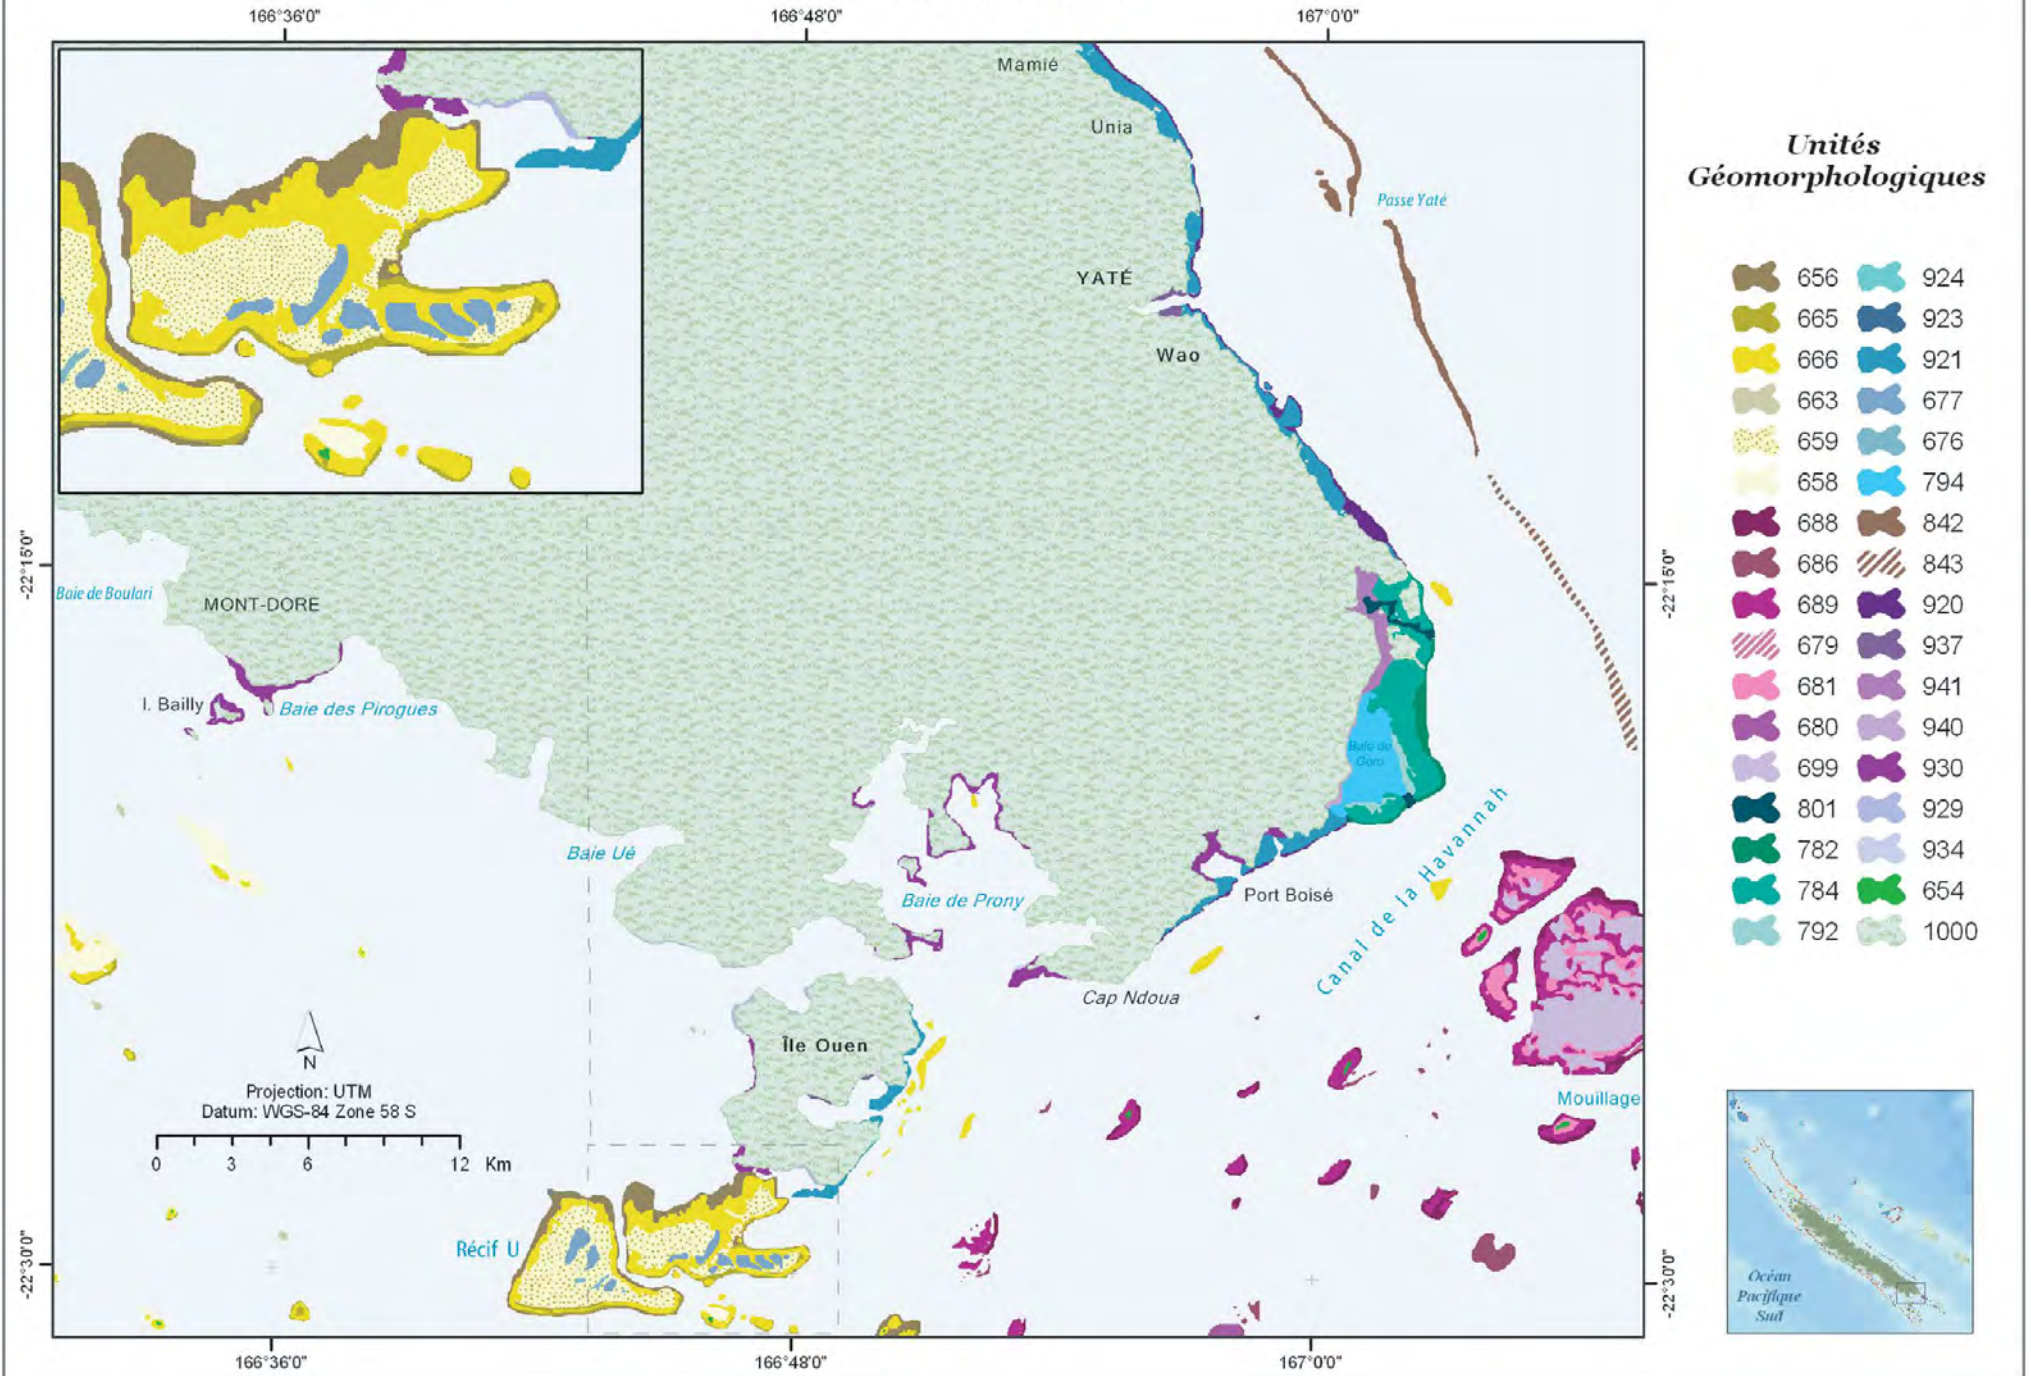 166°36'0"
166°48'0"
167°0'0"
Mamié
Unia
Passe Yaté
YATÉ
Wao
-22°15'0"
-22°15'0"
Baie de Boulari
MONT-DORE
I. Bailly
Baie des Pirogues
Baie de
Goro
Baie Ué
Baie de Prony
Port Boisé
Canal de la Havannah
Cap Ndoua
Île Ouen
N
Projection: UTM
Datum: WGS-84 Zone 58 S
0 3 6 12 Km
Mouillage
Récif U
-22°30'0"
-22°30'0"
166°36'0"
166°48'0"
167°0'0"
Unités
Géomorphologiques
656 924
665 923
666 921
663 677
659 676
658 794
688 842
686 843
689 920
679 937
681 941
680 940
699 930
801 929
782 934
784 654
792 1000
Océan
Pacifique
Sud